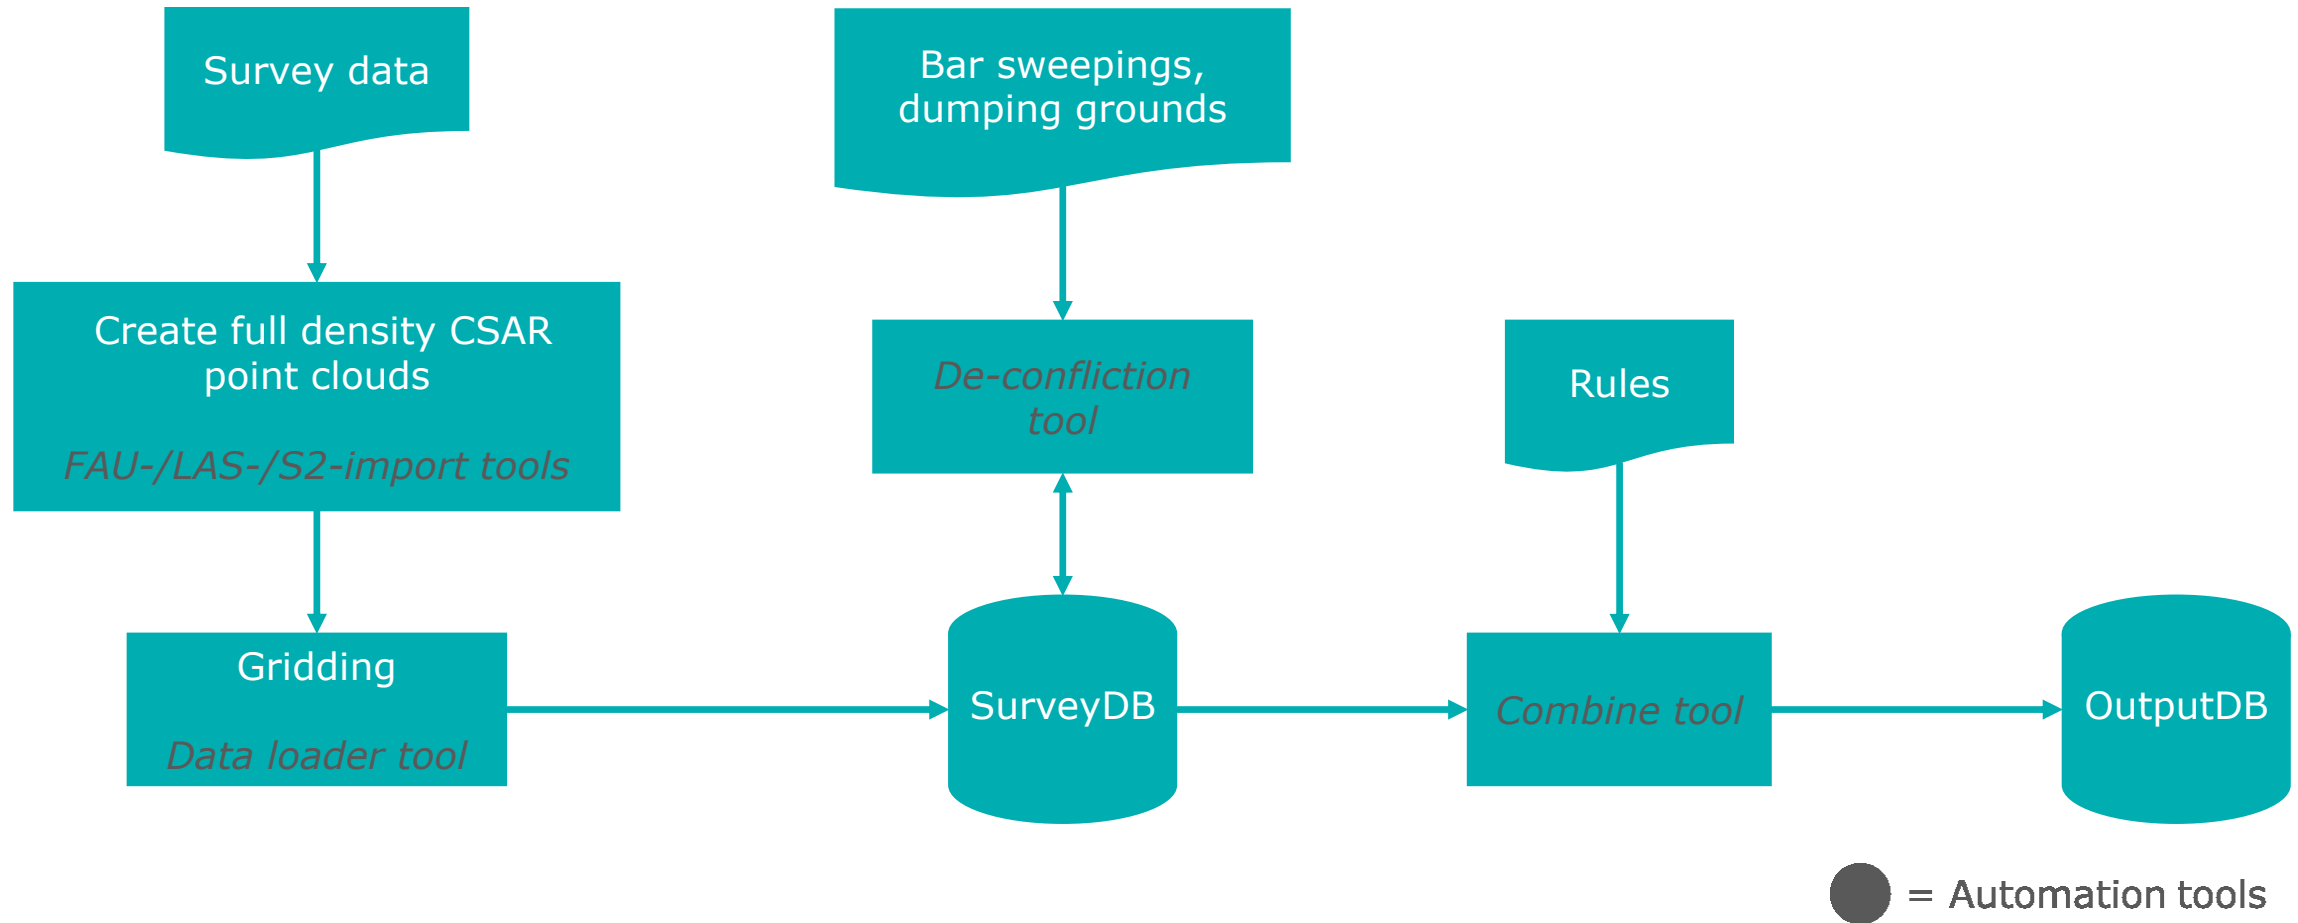 Survey data
Bar sweepings,
dumping grounds
Create full density CSAR
point clouds
FAU-/LAS-/S2-import tools
De-confliction
tool
Rules
Gridding
Data loader tool
SurveyDB
Combine tool
OutputDB
= Automation tools